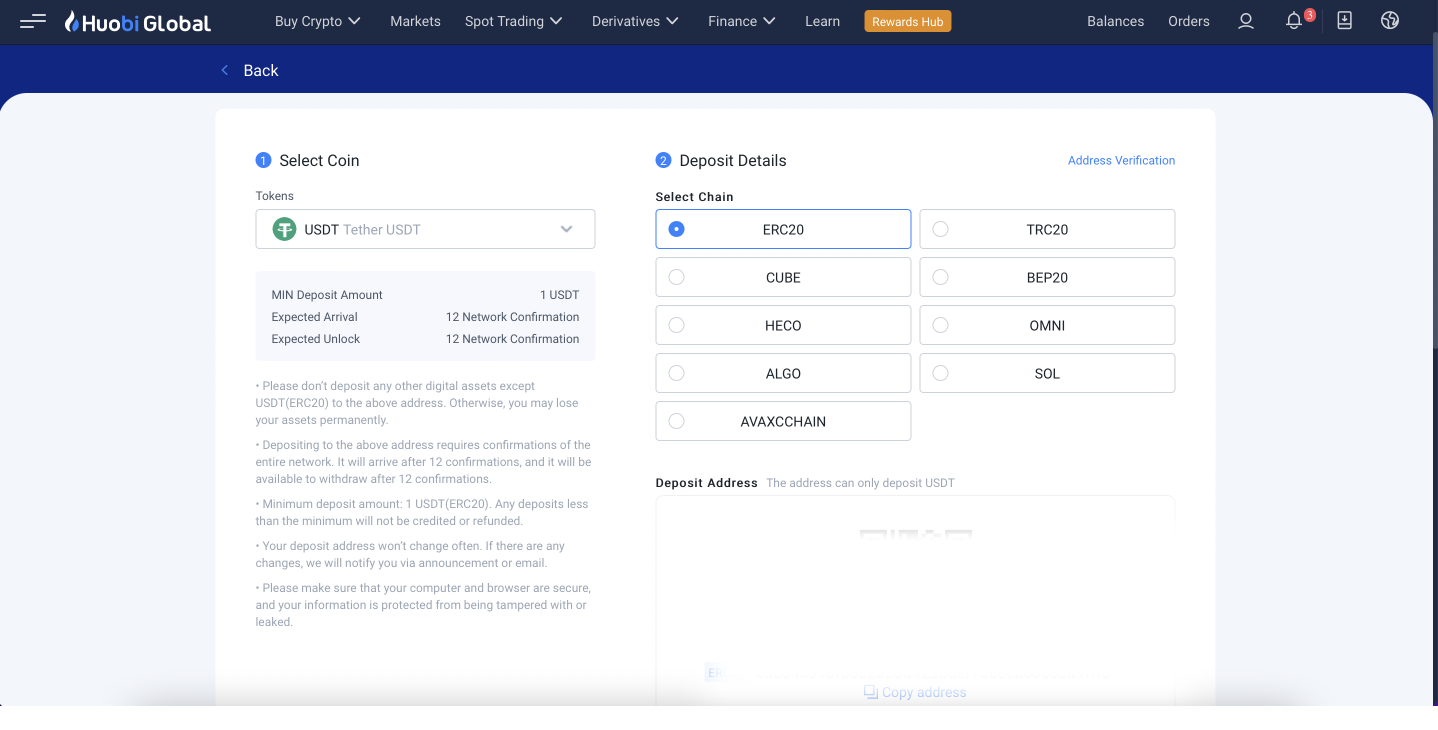 Huobi Global
Buy Crypto
Markets
Spot Trading
Derivatives
Finance
Learn
Rewards Hub
Balances
Orders
3
Back
1 Select Coin
Tokens
USDT Tether USDT
MIN Deposit Amount 1 USDT
Expected Arrival 12 Network Confirmation
Expected Unlock 12 Network Confirmation
• Please don't deposit any other digital assets except
USDT(ERC20) to the above address. Otherwise, you may lose
your assets permanently.
• Depositing to the above address requires confirmations of the
entire network. It will arrive after 12 confirmations, and it will be
available to withdraw after 12 confirmations.
• Minimum deposit amount: 1 USDT(ERC20). Any deposits less
than the minimum will not be credited or refunded.
• Your deposit address won't change often. If there are any
changes, we will notify you via announcement or email.
• Please make sure that your computer and browser are secure,
and your information is protected from being tampered with or
leaked.
2 Deposit Details
Address Verification
Select Chain
ERC20
TRC20
CUBE
BEP20
HECO
OMNI
ALGO
SOL
AVAXCCHAIN
Deposit Address The address can only deposit USDT
Copy address